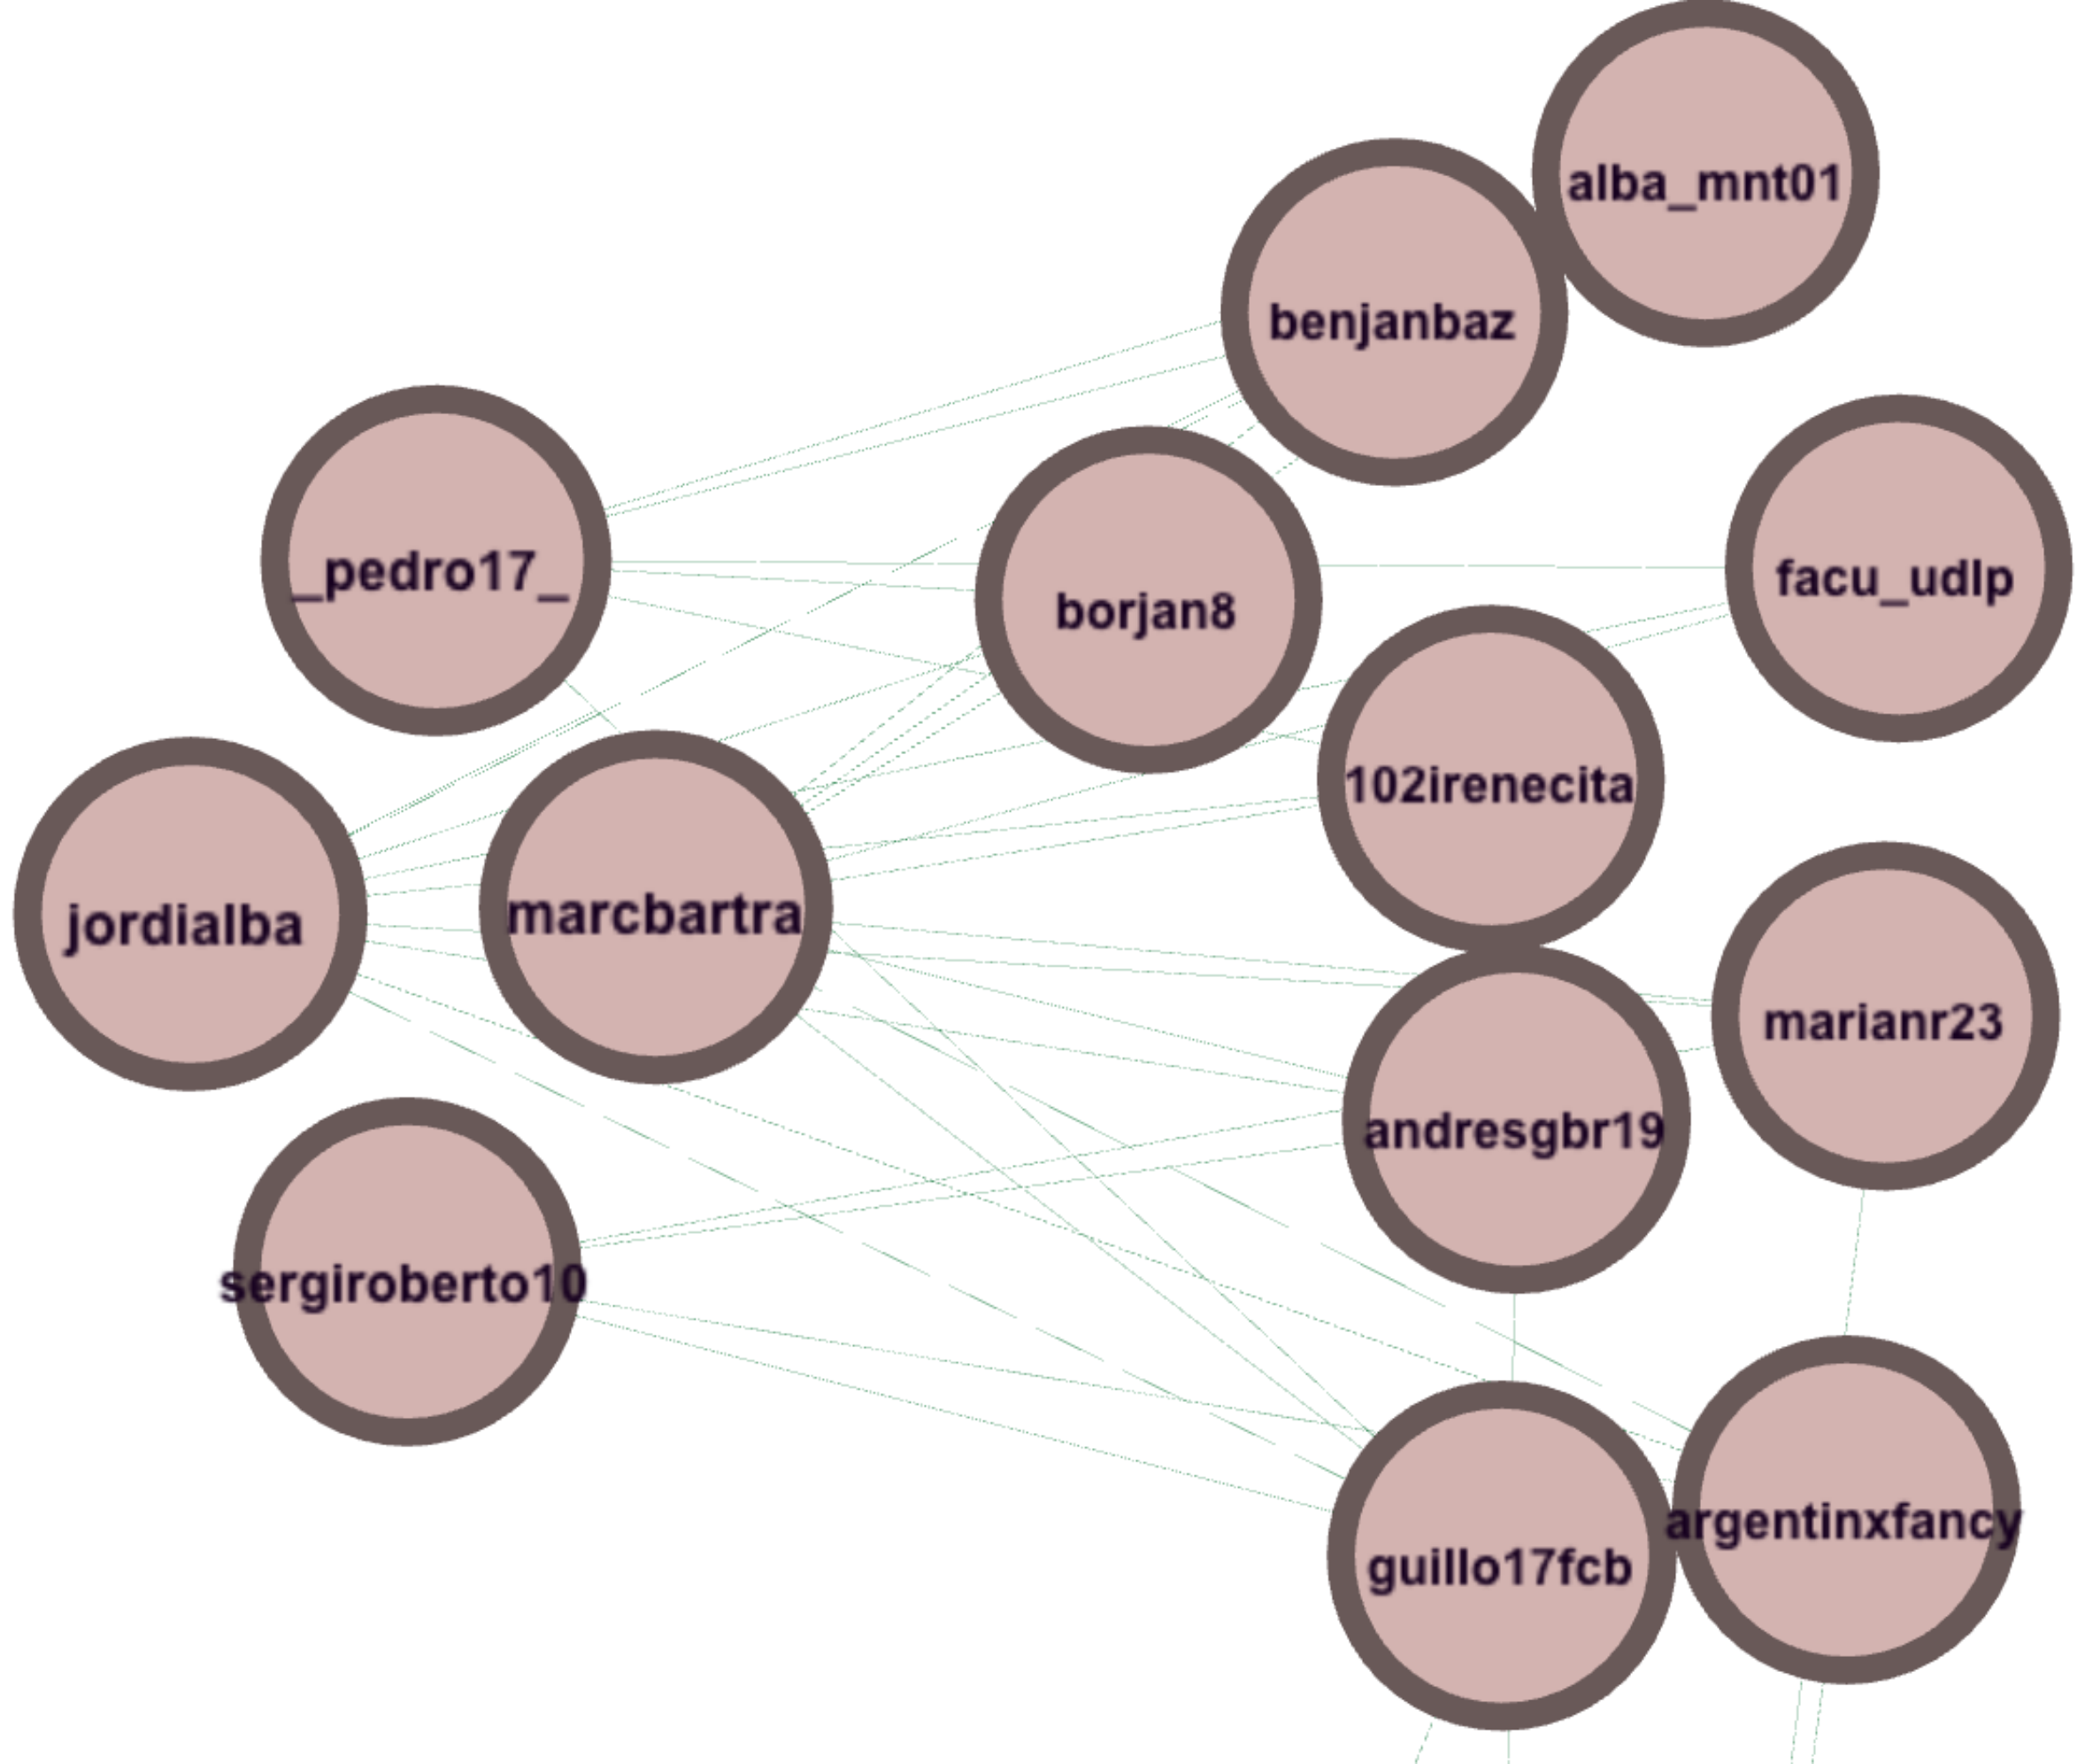 alba_mnt01
benjanbaz
_pedro17_
facu_udlp
borjan8
102irenecita
jordialba
marcbartra
marianr23
andresgbr19
sergiroberto10
argentinxfancy
guillo17fcb